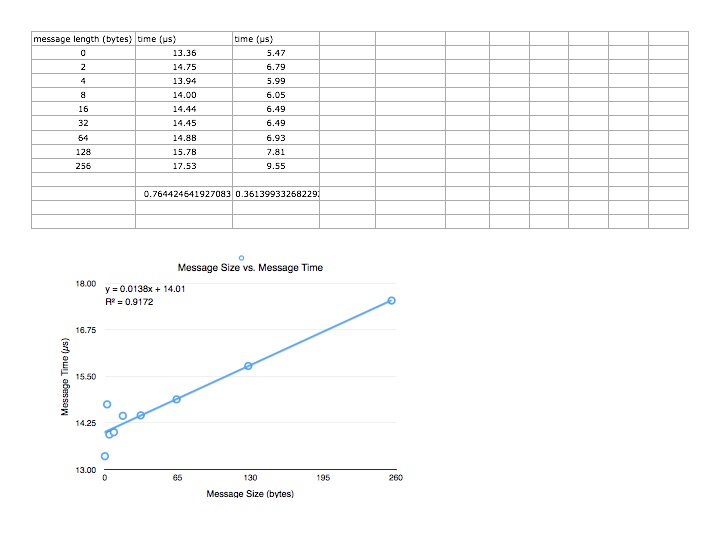 message length (bytes) time (µs) time (µs)
0 13.36 5.47
2 14.75 6.79
4 13.94 5.99
8 14.00 6.05
16 14.44 6.49
32 14.45 6.49
64 14.88 6.93
128 15.78 7.81
256 17.53 9.55
0.764424641927083 0.36139933268229
Message Size vs. Message Time
18.00
y = 0.0138x + 14.01
R² = 0.9172
16.75
15.50
14.25
13.00
Message Time (µs)
0 65 130 195 260
Message Size (bytes)